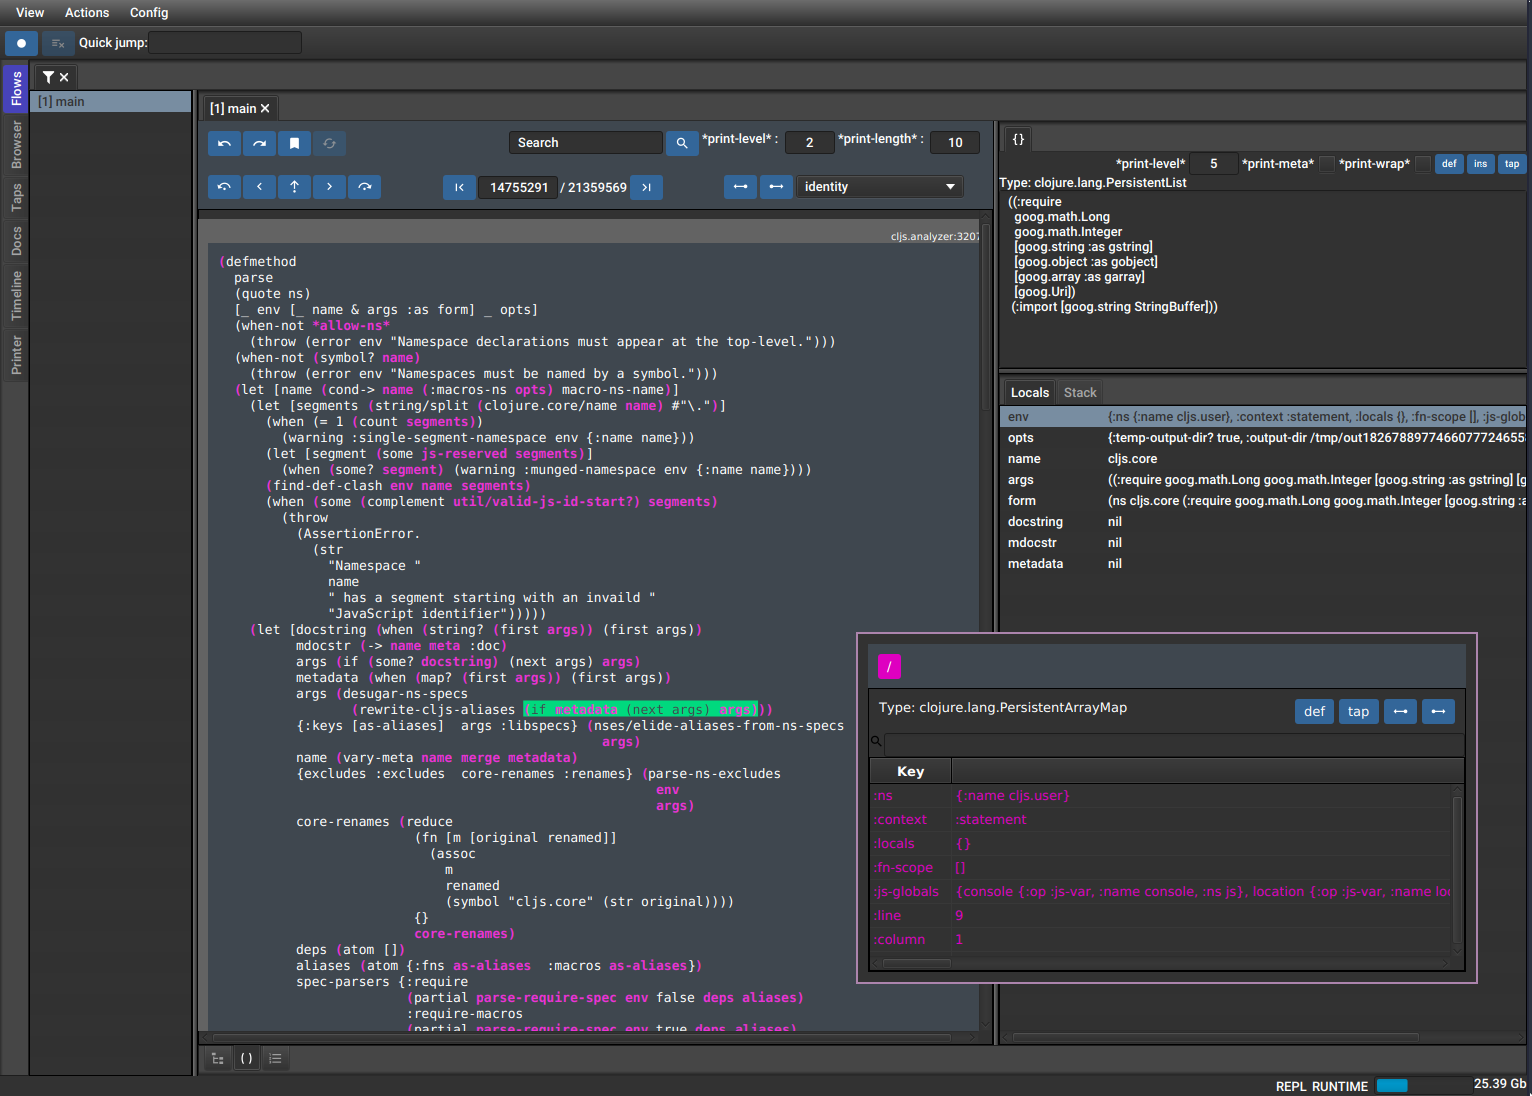 View Actions Config
Quick jump:
Flows
Browser
Taps
Docs
Timeline
Printer
[1] main
[1] main
Search
*print-level* : 2 *print-length* : 10
14755291 / 21359569
identity
cljs.analyzer:3207
(defmethod
parse
(quote ns)
[_ env [_ name & args :as form] _ opts]
(when-not *allow-ns*
(throw (error env "Namespace declarations must appear at the top-level.")))
(when-not (symbol? name)
(throw (error env "Namespaces must be named by a symbol.")))
(let [name (cond-> name (:macros-ns opts) macro-ns-name)]
(let [segments (string/split (clojure.core/name name) #"\.")]
(when (= 1 (count segments))
(warning :single-segment-namespace env {:name name}))
(let [segment (some js-reserved segments)]
(when (some? segment) (warning :munged-namespace env {:name name})))
(find-def-clash env name segments)
(when (some (complement util/valid-js-id-start?) segments)
(throw
(AssertionError.
(str
"Namespace "
name
" has a segment starting with an invaild "
"JavaScript identifier")))))
(let [docstring (when (string? (first args)) (first args))
mdocstr (-> name meta :doc)
args (if (some? docstring) (next args) args)
metadata (when (map? (first args)) (first args))
args (desugar-ns-specs
(rewrite-cljs-aliases (if metadata (next args) args)))
{:keys [as-aliases] args :libspecs} (nses/elide-aliases-from-ns-specs
args)
name (vary-meta name merge metadata)
{excludes :excludes core-renames :renames} (parse-ns-excludes
env
args)
core-renames (reduce
(fn [m [original renamed]]
(assoc
m
renamed
(symbol "cljs.core" (str original))))
{}
core-renames)
deps (atom [])
aliases (atom {:fns as-aliases :macros as-aliases})
spec-parsers {:require
(partial parse-require-spec env false deps aliases)
:require-macros
(partial parse-require-spec env true deps aliases)
{}
*print-level* 5 *print-meta* *print-wrap* def ins tap
Type: clojure.lang.PersistentList
((:require
goog.math.Long
goog.math.Integer
[goog.string :as gstring]
[goog.object :as gobject]
[goog.array :as garray]
[goog.Uri])
(:import [goog.string StringBuffer]))
Locals Stack
env {:ns {:name cljs.user}, :context :statement, :locals {}, :fn-scope [], :js-glob
opts {:temp-output-dir? true, :output-dir /tmp/out1826788977466077724655
name cljs.core
args ((:require goog.math.Long goog.math.Integer [goog.string :as gstring] [g
form (ns cljs.core (:require goog.math.Long goog.math.Integer [goog.string :a
docstring nil
mdocstr nil
metadata nil
/
Type: clojure.lang.PersistentArrayMap def tap
Key
:ns {:name cljs.user}
:context :statement
:locals {}
:fn-scope []
:js-globals {console {:op :js-var, :name console, :ns js}, location {:op :js-var, :name loc
:line 9
:column 1
()
REPL RUNTIME 25.39 Gb